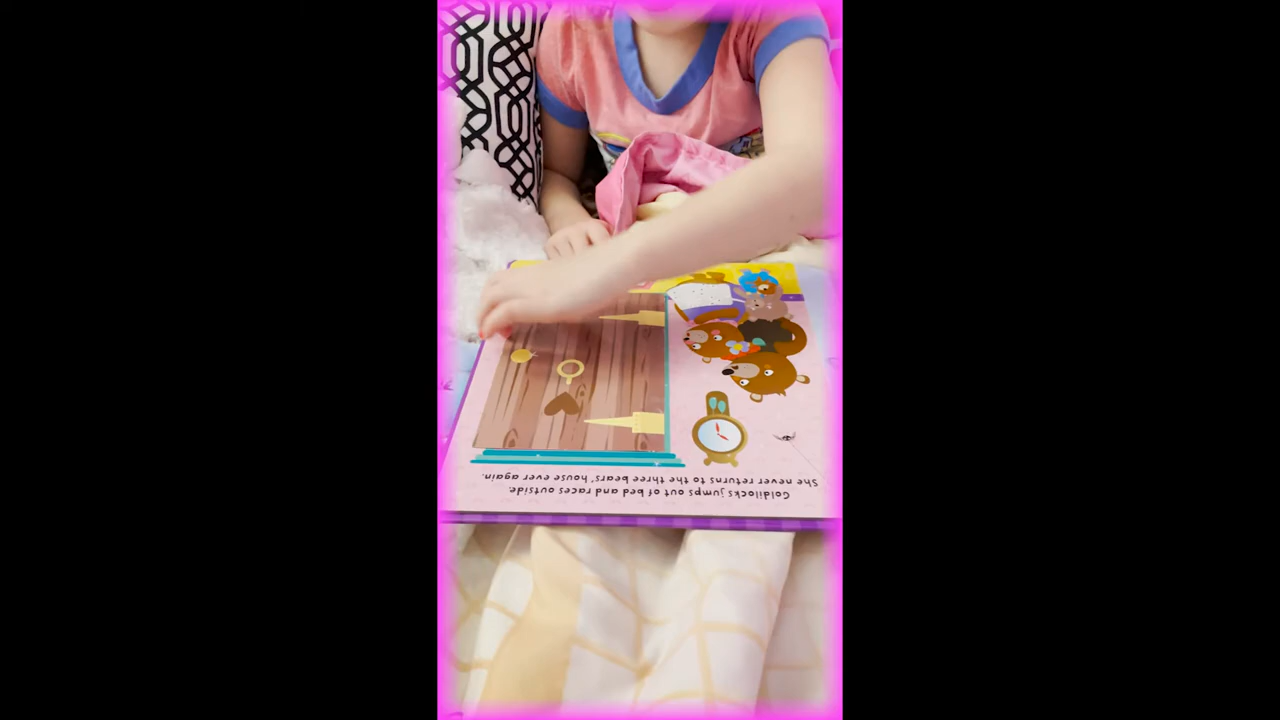 Goldilocks jumps out of bed and races outside.
She never returns to the three bears' house ever again.